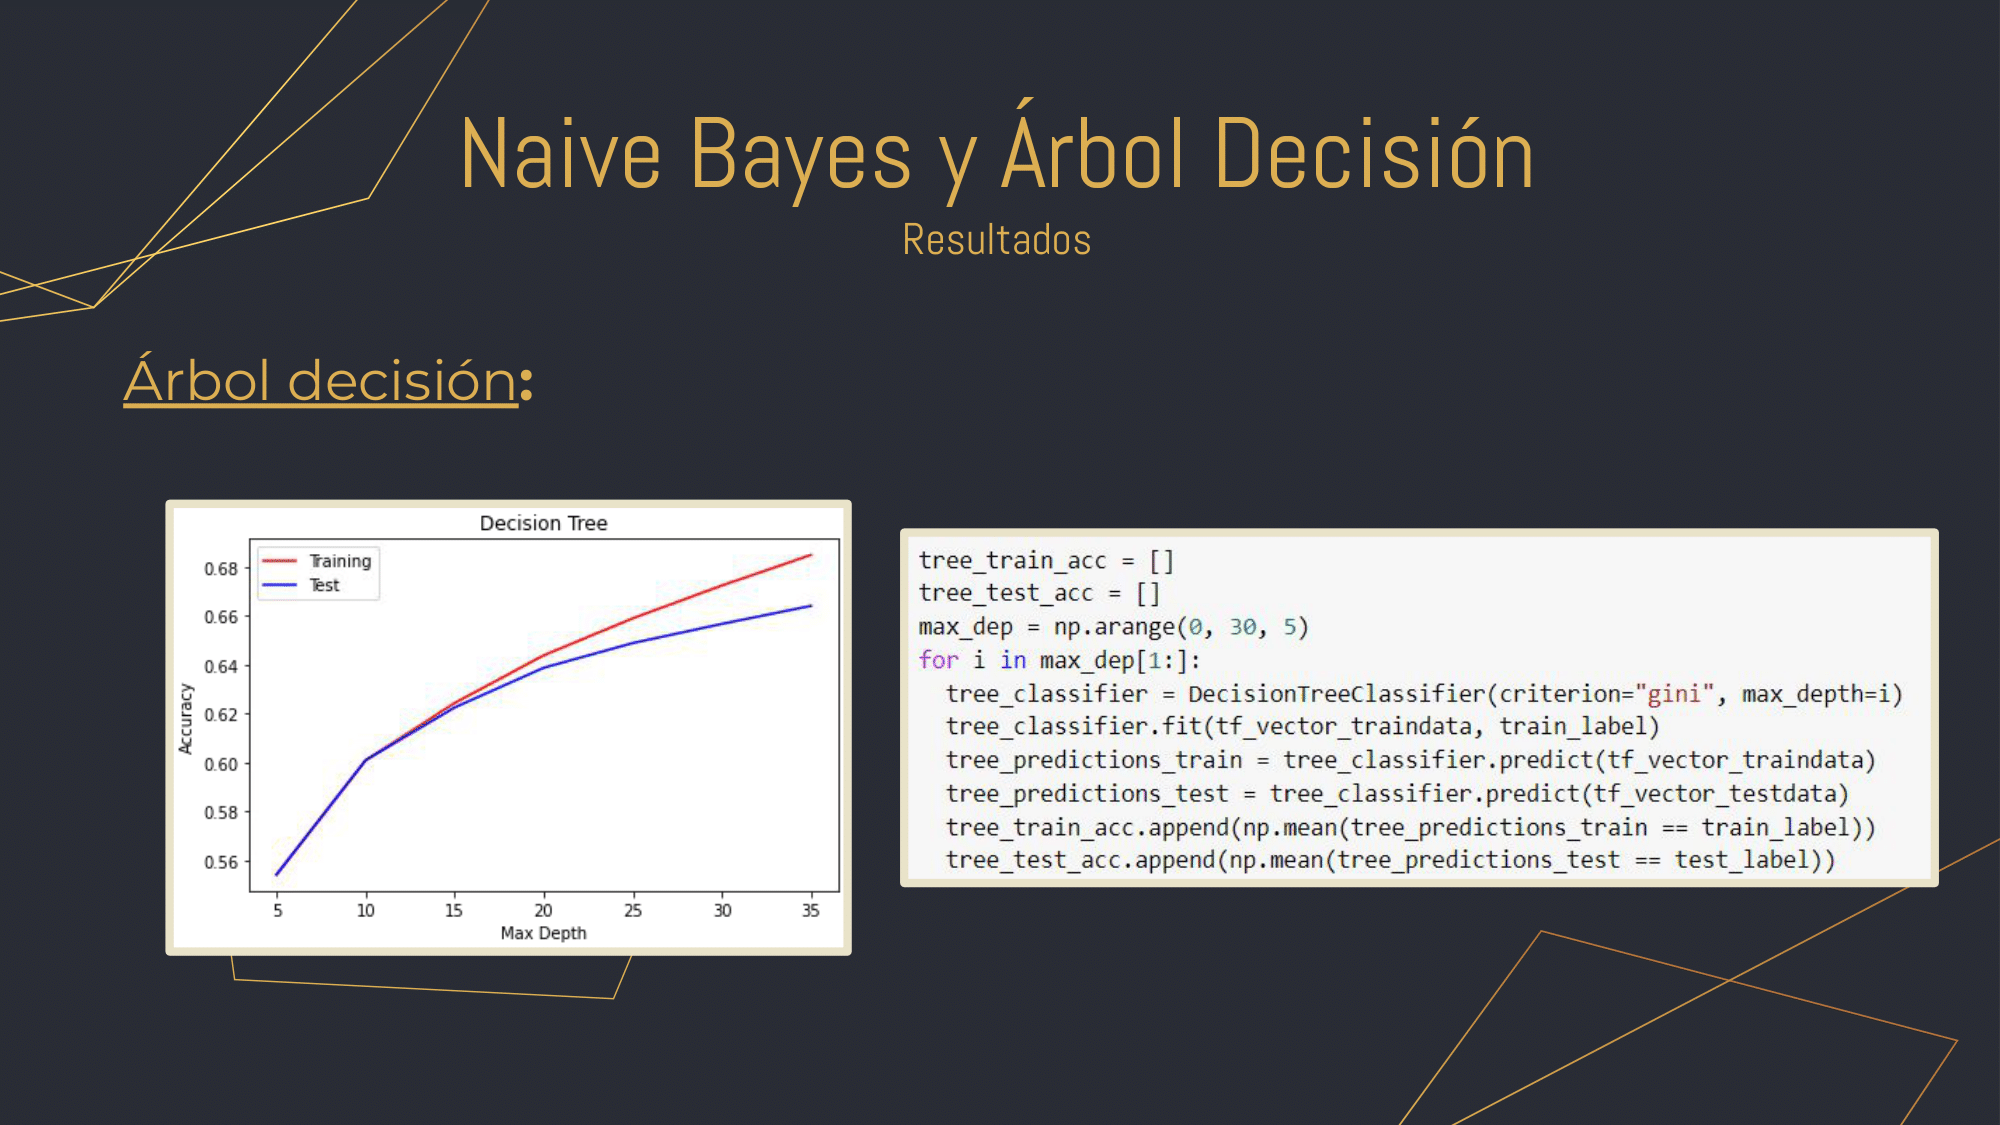 Naive Bayes y Árbol Decisión
Resultados
Árbol decisión:
Decision Tree
Training
Test
0.68
0.66
0.64
0.62
0.60
0.58
0.56
Accuracy
5 10 15 20 25 30 35
Max Depth
tree_train_acc = []
tree_test_acc = []
max_dep = np.arange(0, 30, 5)
for i in max_dep[1:]:
  tree_classifier = DecisionTreeClassifier(criterion="gini", max_depth=i)
  tree_classifier.fit(tf_vector_traindata, train_label)
  tree_predictions_train = tree_classifier.predict(tf_vector_traindata)
  tree_predictions_test = tree_classifier.predict(tf_vector_testdata)
  tree_train_acc.append(np.mean(tree_predictions_train == train_label))
  tree_test_acc.append(np.mean(tree_predictions_test == test_label))